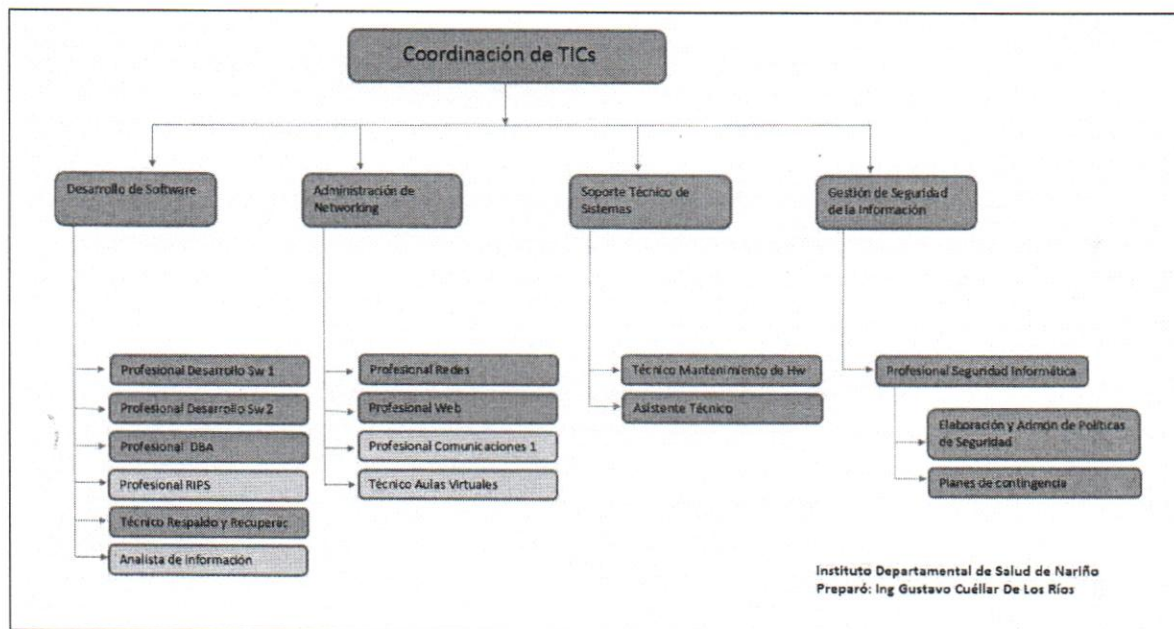 Coordinación de TICs
Desarrollo de Software
Profesional Desarrollo Sw 1
Profesional Desarrollo Sw 2
Profesional DBA
Profesional RIPS
Técnico Respaldo y Recuperac
Analista de información
Administración de
Networking
Profesional Redes
Profesional Web
Profesional Comunicaciones 1
Técnico Aulas Virtuales
Soporte Técnico de
Sistemas
Técnico Mantenimiento de Hw
Asistente Técnico
Gestión de Seguridad
de la Información
Profesional Seguridad Informática
Elaboración y Admón de Políticas
de Seguridad
Planes de contingencia
Instituto Departamental de Salud de Nariño
Preparó: Ing Gustavo Cuéllar De Los Ríos